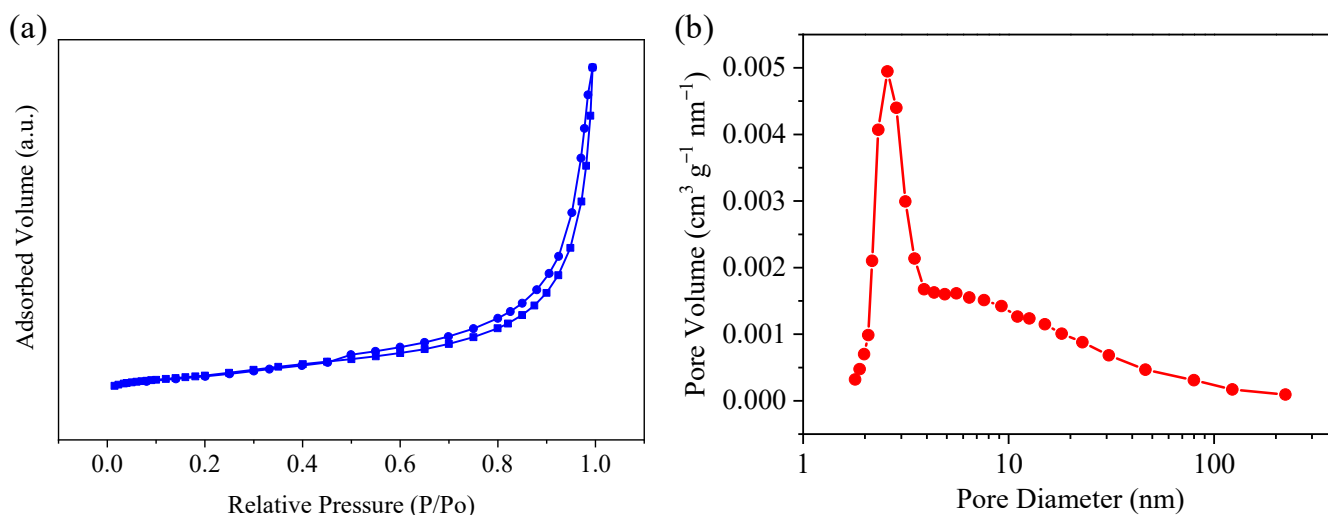 (a)
Adsorbed Volume (a.u.)
0.0 0.2 0.4 0.6 0.8 1.0
Relative Pressure (P/Po)
(b)
Pore Volume (cm³ g⁻¹ nm⁻¹)
0.005
0.004
0.003
0.002
0.001
0.000
1 10 100
Pore Diameter (nm)